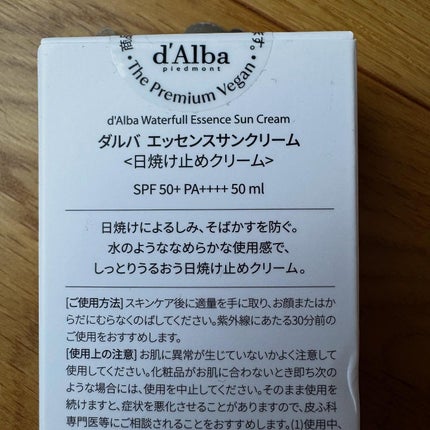 d'Alba
piedmont
The Premium Vegan
d'Alba Waterfull Essence Sun Cream
ダルバ エッセンスサンクリーム
<日焼け止めクリーム>
SPF 50+ PA++++ 50 ml
日焼けによるしみ、そばかすを防ぐ。
水のようななめらかな使用感で、
しっとりうるおう日焼け止めクリーム。
[ご使用方法] スキンケア後に適量を手に取り、お顔またはか
らだにむらなくのばしてください。紫外線にあたる30分前の
ご使用をおすすめします。
[使用上の注意] お肌に異常が生じていないかよく注意して
使用してください。化粧品がお肌に合わないとき即ち次の
ような場合には、使用を中止してください。そのまま使用を
続けますと、症状を悪化させることがありますので、皮ふ科
専門医等にご相談されることをおすすめします。(1)使用中、